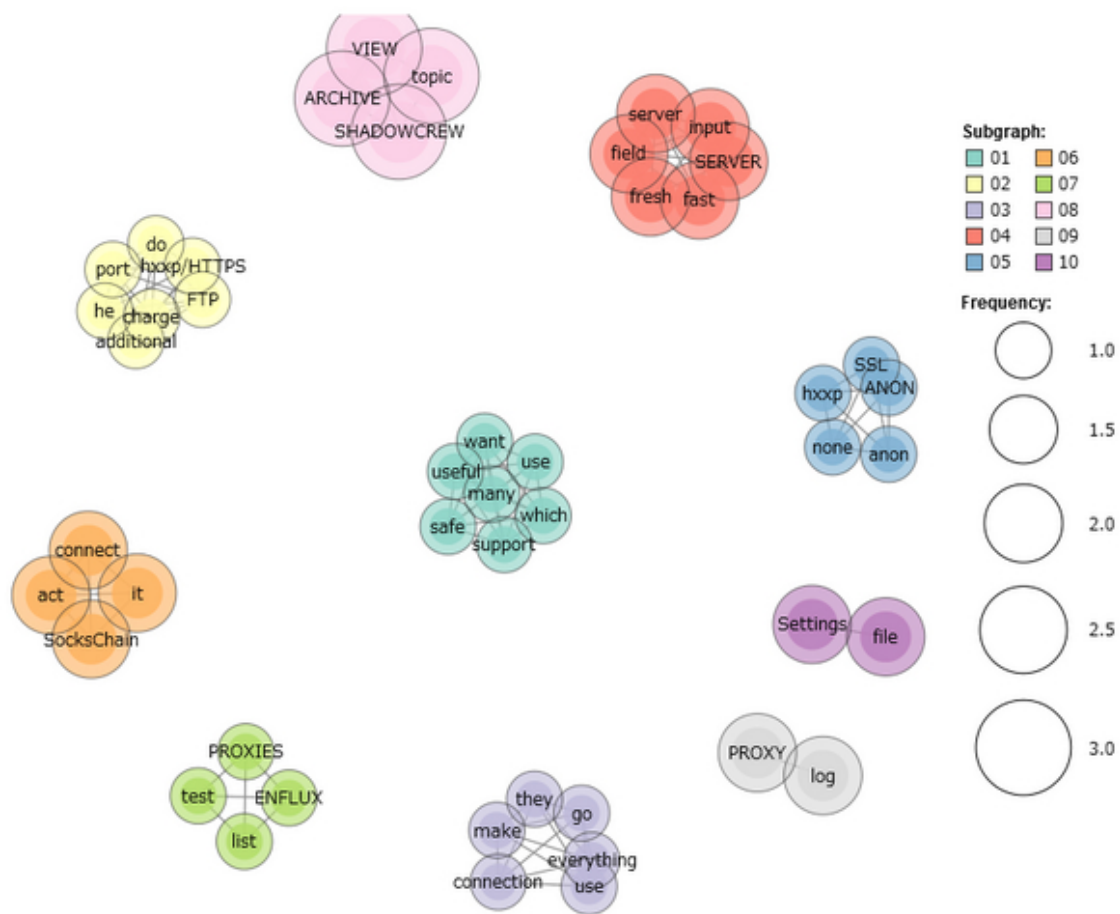 VIEW
topic
ARCHIVE
SHADOWCREW
server
input
field
SERVER
fresh
fast
do
port
hxxp/HTTPS
FTP
he
charge
additional
SSL
ANON
hxxp
none
anon
want
use
useful
many
which
safe
support
connect
act
it
SocksChain
Settings
file
PROXY
log
PROXIES
test
ENFLUX
list
they
go
make
everything
connection
use
Subgraph:
01 06
02 07
03 08
04 09
05 10
Frequency:
1.0
1.5
2.0
2.5
3.0